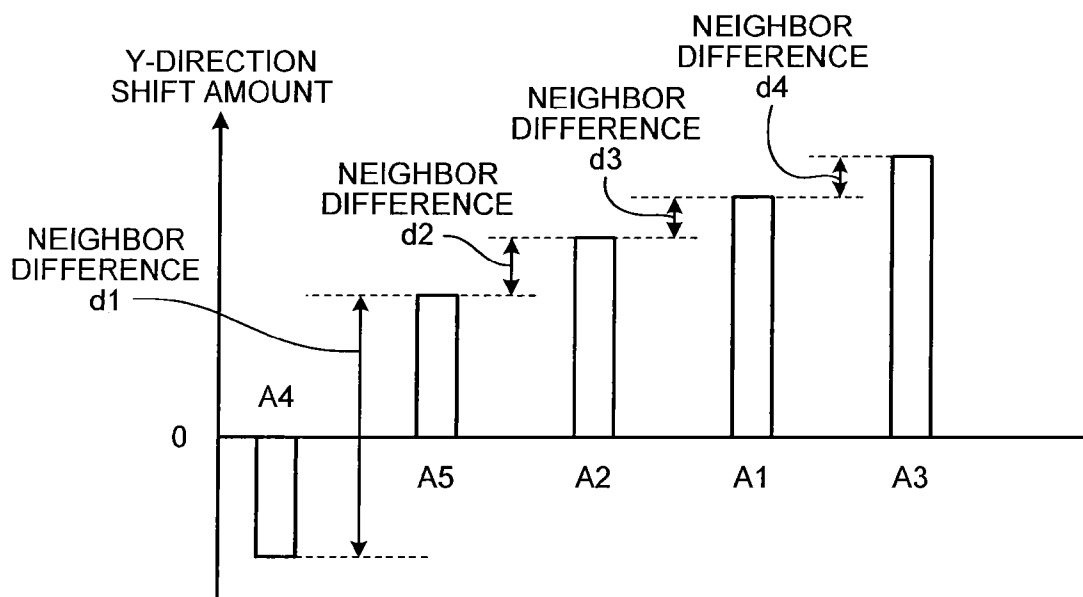 Y-DIRECTION
SHIFT AMOUNT
NEIGHBOR
DIFFERENCE
d4
NEIGHBOR
DIFFERENCE
d3
NEIGHBOR
DIFFERENCE
d2
NEIGHBOR
DIFFERENCE
d1
A4
0
A5
A2
A1
A3